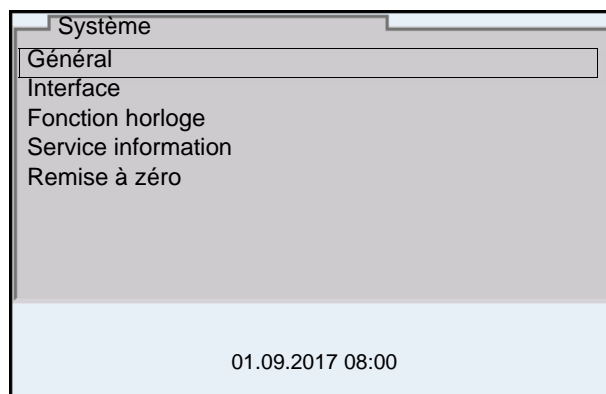 Système
Général
Interface
Fonction horloge
Service information
Remise à zéro
01.09.2017 08:00